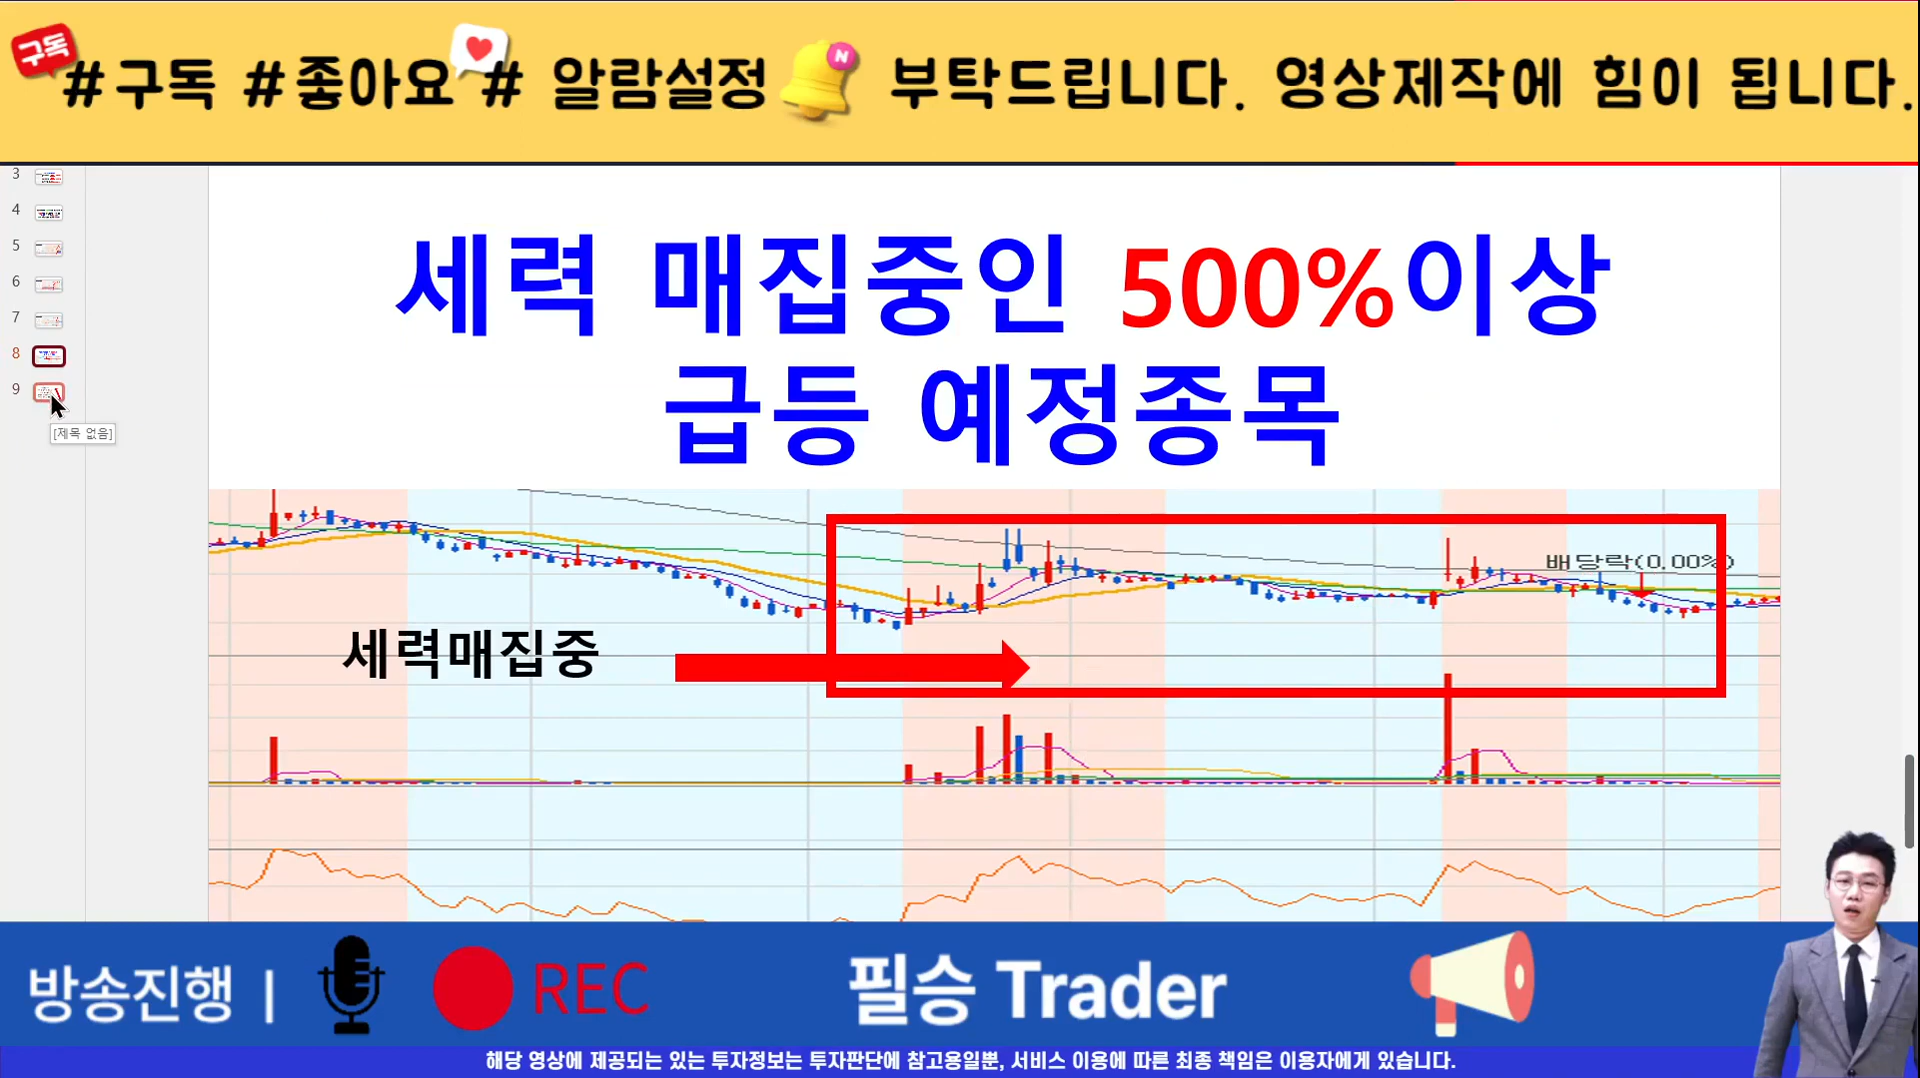 구독
#구독 #좋아요 # 알람설정 N 부탁드립니다. 영상제작에 힘이 됩니다.
3
4
5
6
7
8
9
[제목 없음]
세력 매집중인 500%이상
급등 예정종목
배당락(0.00%)
세력매집중
방송진행 | REC 필승 Trader
해당 영상에 제공되는 있는 투자정보는 투자판단에 참고용일뿐, 서비스 이용에 따른 최종 책임은 이용자에게 있습니다.